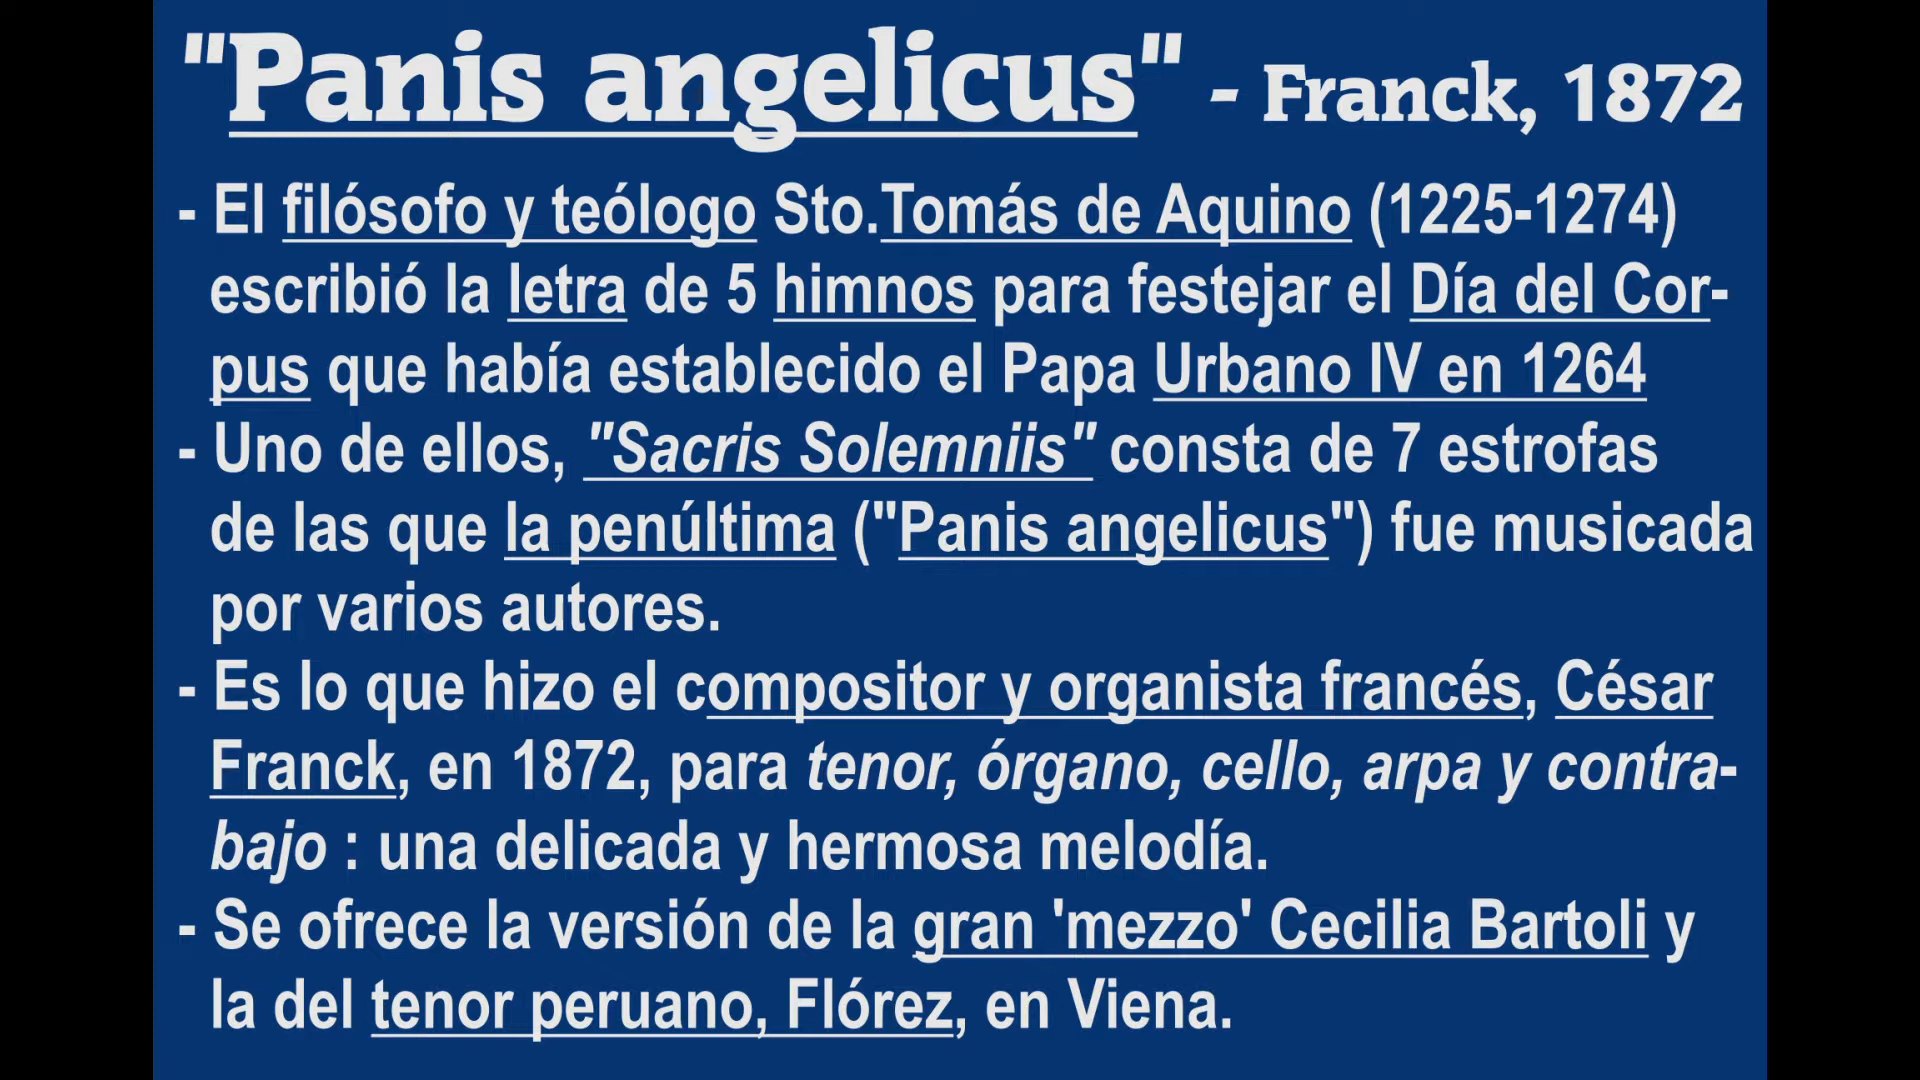 "Panis angelicus" - Franck, 1872
- El filósofo y teólogo Sto.Tomás de Aquino (1225-1274)
escribió la letra de 5 himnos para festejar el Día del Cor-
pus que había establecido el Papa Urbano IV en 1264
- Uno de ellos, "Sacris Solemniis" consta de 7 estrofas
de las que la penúltima ("Panis angelicus") fue musicada
por varios autores.
- Es lo que hizo el compositor y organista francés, César
Franck, en 1872, para tenor, órgano, cello, arpa y contra-
bajo : una delicada y hermosa melodía.
- Se ofrece la versión de la gran 'mezzo' Cecilia Bartoli y
la del tenor peruano, Flórez, en Viena.